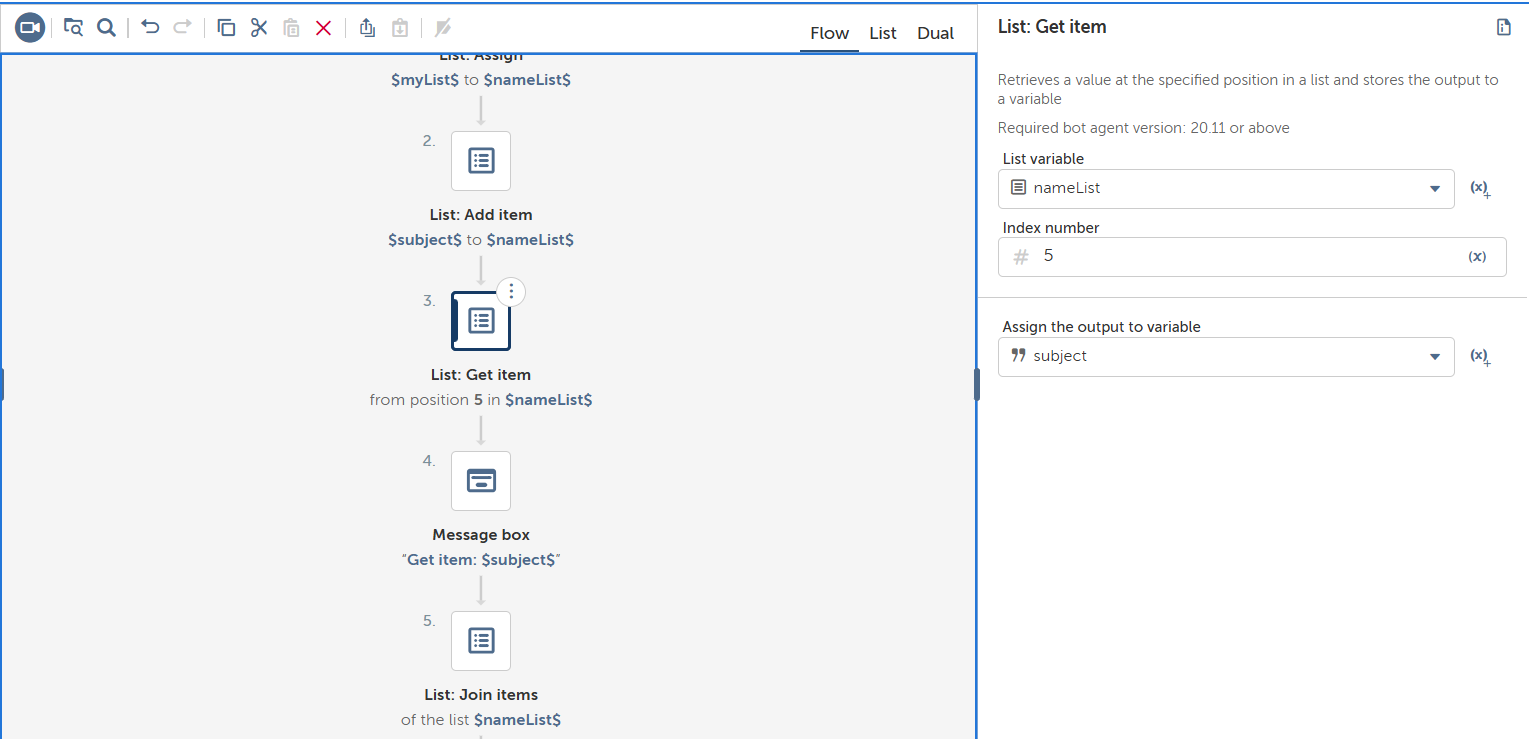 Flow List Dual
List: Assign
$myList$ to $nameList$
2.
List: Add item
$subject$ to $nameList$
3.
List: Get item
from position 5 in $nameList$
4.
Message box
“Get item: $subject$”
5.
List: Join items
of the list $nameList$
List: Get item
Retrieves a value at the specified position in a list and stores the output to
a variable
Required bot agent version: 20.11 or above
List variable
nameList
(x)+
Index number
# 5
(x)
Assign the output to variable
subject
(x)+